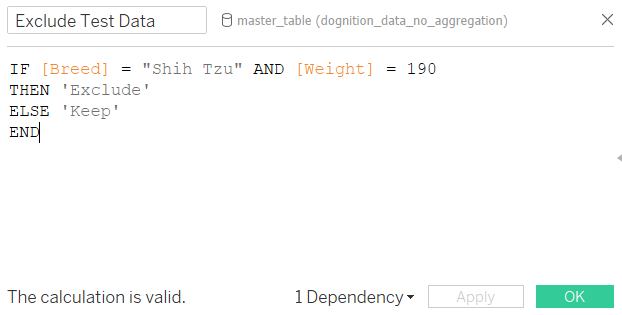 Exclude Test Data
master_table (dognition_data_no_aggregation)
IF [Breed] = "Shih Tzu" AND [Weight] = 190
THEN 'Exclude'
ELSE 'Keep'
END
The calculation is valid.
1 Dependency
Apply
OK